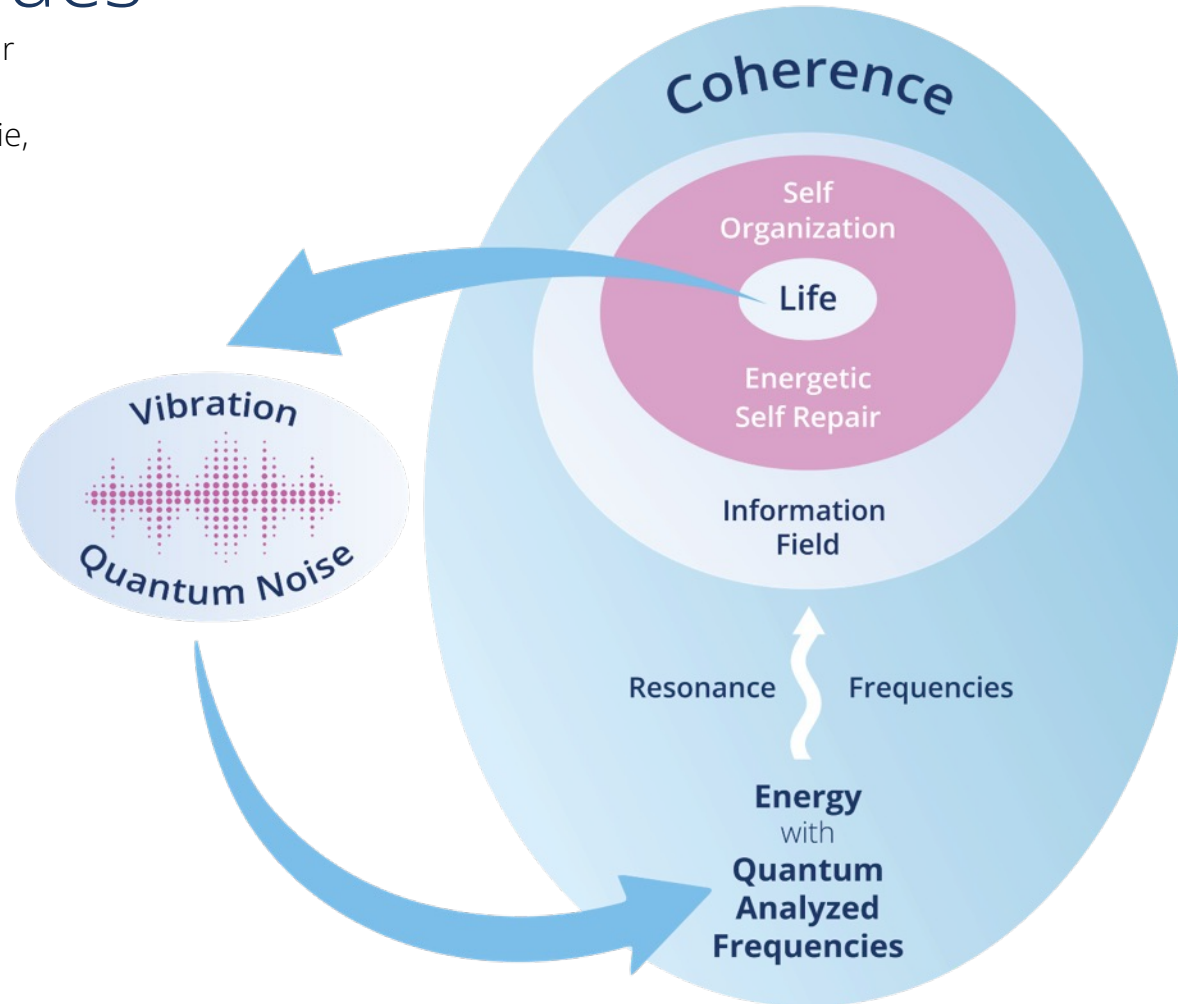 Coherence
Self
Organization
Life
Energetic
Self Repair
Information
Field
Vibration
Quantum Noise
Resonance
Frequencies
Energy
with
Quantum
Analyzed
Frequencies